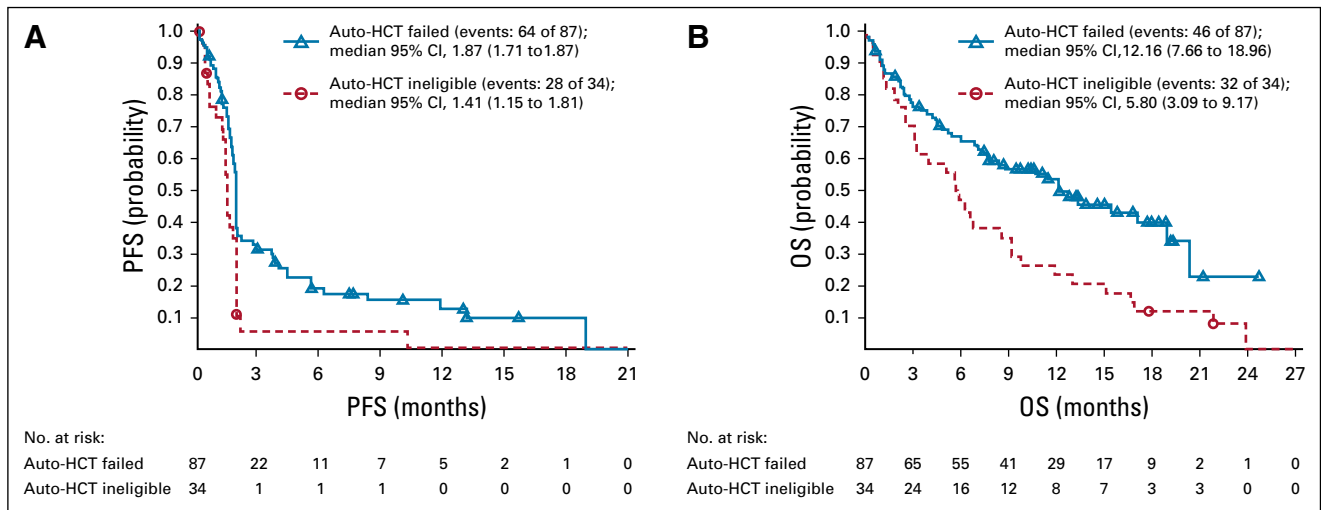 A
Auto-HCT failed (events: 64 of 87);
median 95% CI, 1.87 (1.71 to 1.87)
Auto-HCT ineligible (events: 28 of 34);
median 95% CI, 1.41 (1.15 to 1.81)
PFS (probability)
1.0
0.9
0.8
0.7
0.6
0.5
0.4
0.3
0.2
0.1
0 3 6 9 12 15 18 21
PFS (months)
No. at risk:
Auto-HCT failed 87 22 11 7 5 2 1 0
Auto-HCT ineligible 34 1 1 1 0 0 0 0
B
Auto-HCT failed (events: 46 of 87);
median 95% CI,12.16 (7.66 to 18.96)
Auto-HCT ineligible (events: 32 of 34);
median 95% CI, 5.80 (3.09 to 9.17)
OS (probability)
1.0
0.9
0.8
0.7
0.6
0.5
0.4
0.3
0.2
0.1
0 3 6 9 12 15 18 21 24 27
OS (months)
No. at risk:
Auto-HCT failed 87 65 55 41 29 17 9 2 1 0
Auto-HCT ineligible 34 24 16 12 8 7 3 3 0 0